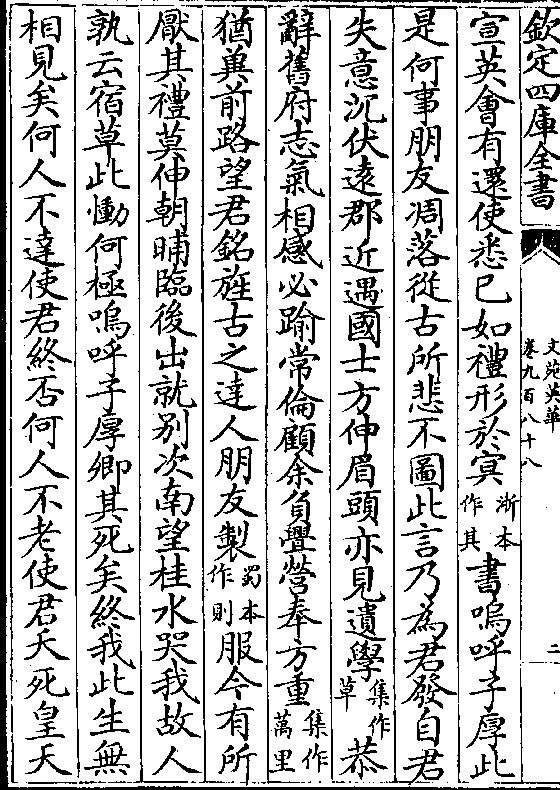 欽定四庫全書
文苑英華
卷九百八十八
二
宣英會有還使悉已如禮形於冥浙本作其書嗚呼子厚此
是何事朋友凋落從古所悲不圖此言乃為君發自君
失意沉伏遠郡近遇國士方伸眉頭亦見遺學集作草恭
辭舊府志氣相感必踰常倫顧余負舋營奉方重集作萬里
猶兾前路望君銘旌古之達人朋友製蜀本作則服今有所
厭其禮莫伸朝晡臨後出就別次南望桂水哭我故人
孰云宿草此慟何極嗚呼子厚卿其死矣終我此生無
相見矣何人不達使君終否何人不老使君夭死皇天